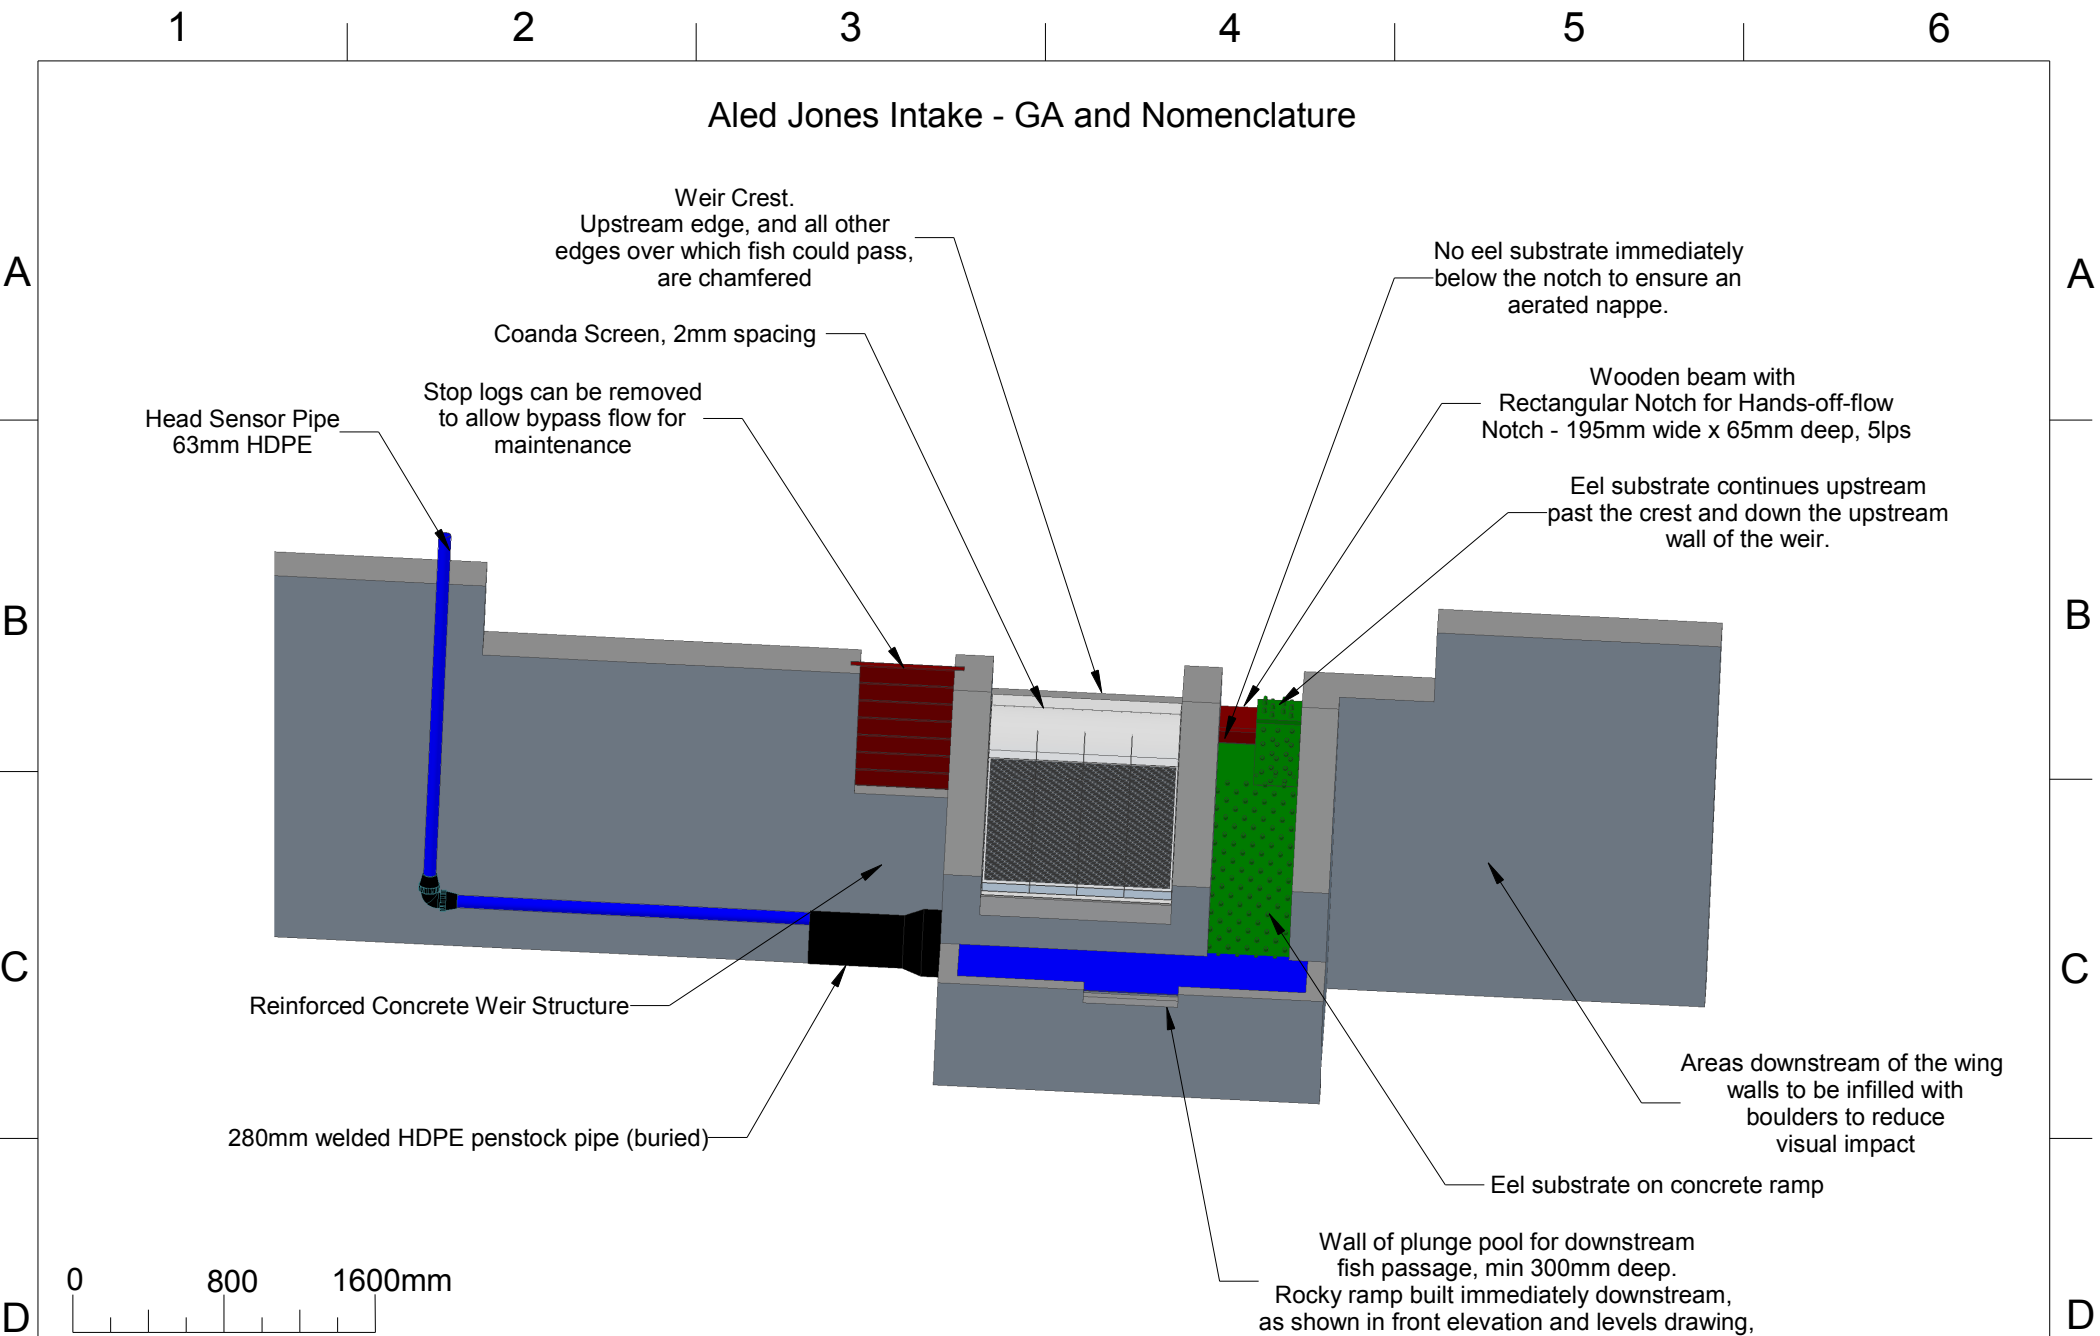 1 2 3 4 5 6
Aled Jones Intake - GA and Nomenclature
Weir Crest.
Upstream edge, and all other
edges over which fish could pass,
are chamfered
No eel substrate immediately
below the notch to ensure an
aerated nappe.
A
A
Coanda Screen, 2mm spacing
Wooden beam with
Rectangular Notch for Hands-off-flow
Notch - 195mm wide x 65mm deep, 5lps
Stop logs can be removed
to allow bypass flow for
maintenance
Head Sensor Pipe
63mm HDPE
Eel substrate continues upstream
past the crest and down the upstream
wall of the weir.
B
B
C
C
Reinforced Concrete Weir Structure
Areas downstream of the wing
walls to be infilled with
boulders to reduce
visual impact
280mm welded HDPE penstock pipe (buried)
Eel substrate on concrete ramp
Wall of plunge pool for downstream
fish passage, min 300mm deep.
Rocky ramp built immediately downstream,
as shown in front elevation and levels drawing,
0 800 1600mm
D
D